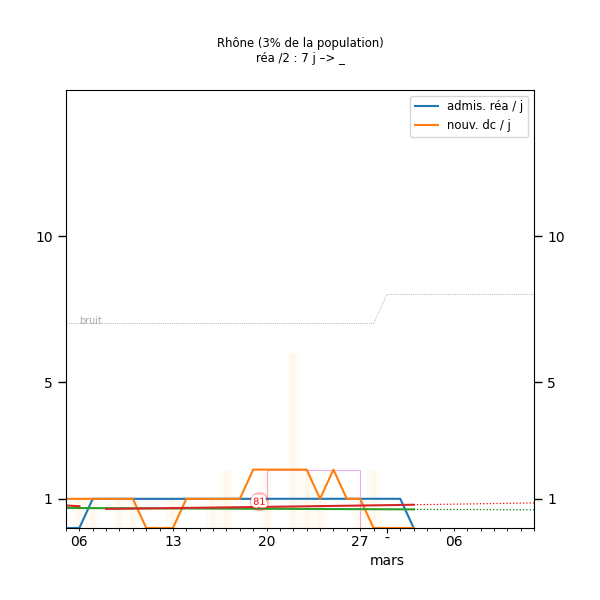 Rhône (3% de la population)
réa /2 : 7 j –> _
admis. réa / j
nouv. dc / j
10
10
bruit
5
5
81
1
1
06
13
20
27
-
06
mars